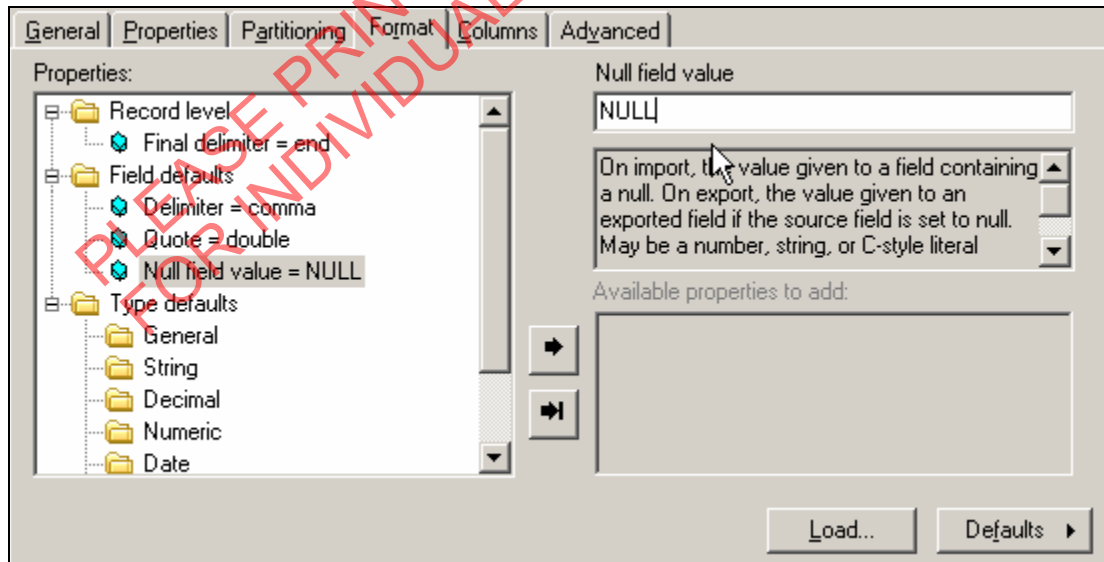 General Properties Partitioning Format Columns Advanced
Properties:
Record level
Final delimiter = end
Field defaults
Delimiter = comma
Quote = double
Null field value = NULL
Type defaults
General
String
Decimal
Numeric
Date
Null field value
NULL
On import, the value given to a field containing
a null. On export, the value given to an
exported field if the source field is set to null.
May be a number, string, or C-style literal
Available properties to add:
Load...
Defaults
PLEASE PRIN
FOR INDIVIDUAL